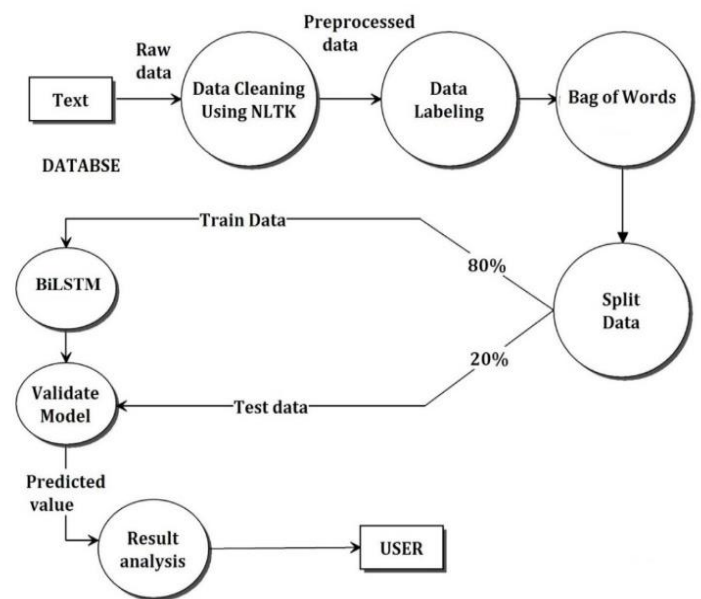 Preprocessed
data
Raw
data
Text
Data Cleaning
Using NLTK
Data
Labeling
Bag of Words
DATABSE
Train Data
80%
BiLSTM
Split
Data
20%
Validate
Model
Test data
Predicted
value
Result
analysis
USER